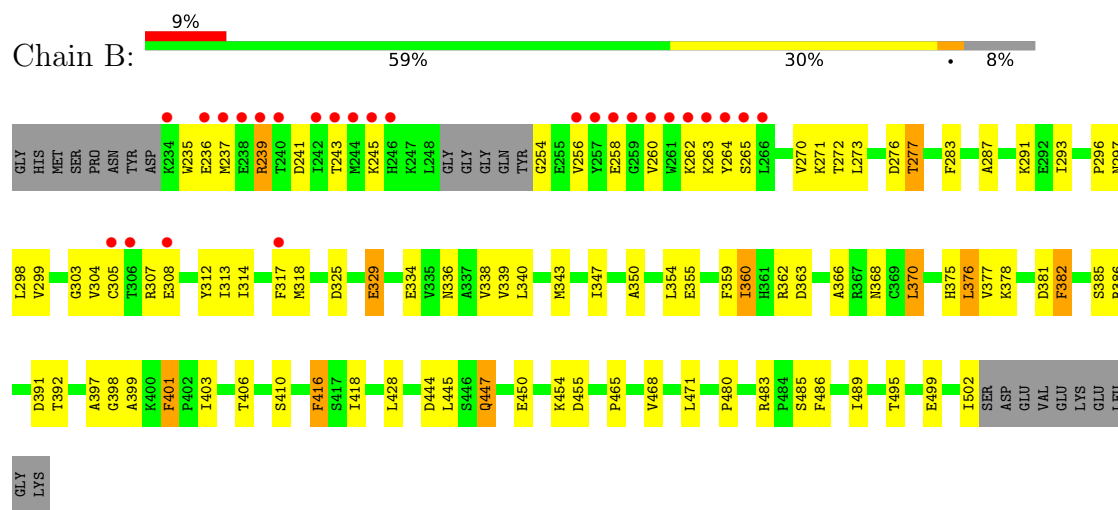 9%
Chain B:
59% 30% • 8%
GLY HIS MET SER PRO ASN TYR ASP K234 W235 E236 M237 E238 R239 T240 D241 I242 T243 M244 K245 H246 K247 L248 GLY GLY GLY GLN TYR G254 E255 V256 Y257 E258 G259 V260 W261 K262 K263 Y264 S265 L266 V270 K271 T272 L273 D276 T277 F283 A287 K291 E292 I293 P296 N297
L298 V299 G303 V304 C305 T306 R307 E308 Y312 I313 I314 F317 M318 D325 E329 E334 V335 N336 A337 V338 V339 L340 M343 I347 A350 L354 E355 F359 I360 H361 R362 D363 A366 R367 N368 C369 L370 H375 L376 V377 K378 D381 F382 S385 R386
D391 T392 A397 G398 A399 K400 F401 P402 I403 T406 S410 F416 S417 I418 L428 D444 L445 S446 Q447 E450 K454 D455 P465 V468 L471 P480 R483 P484 S485 F486 I489 T495 E499 I502 SER ASP GLU VAL GLU LYS GLU LEU
GLY LYS